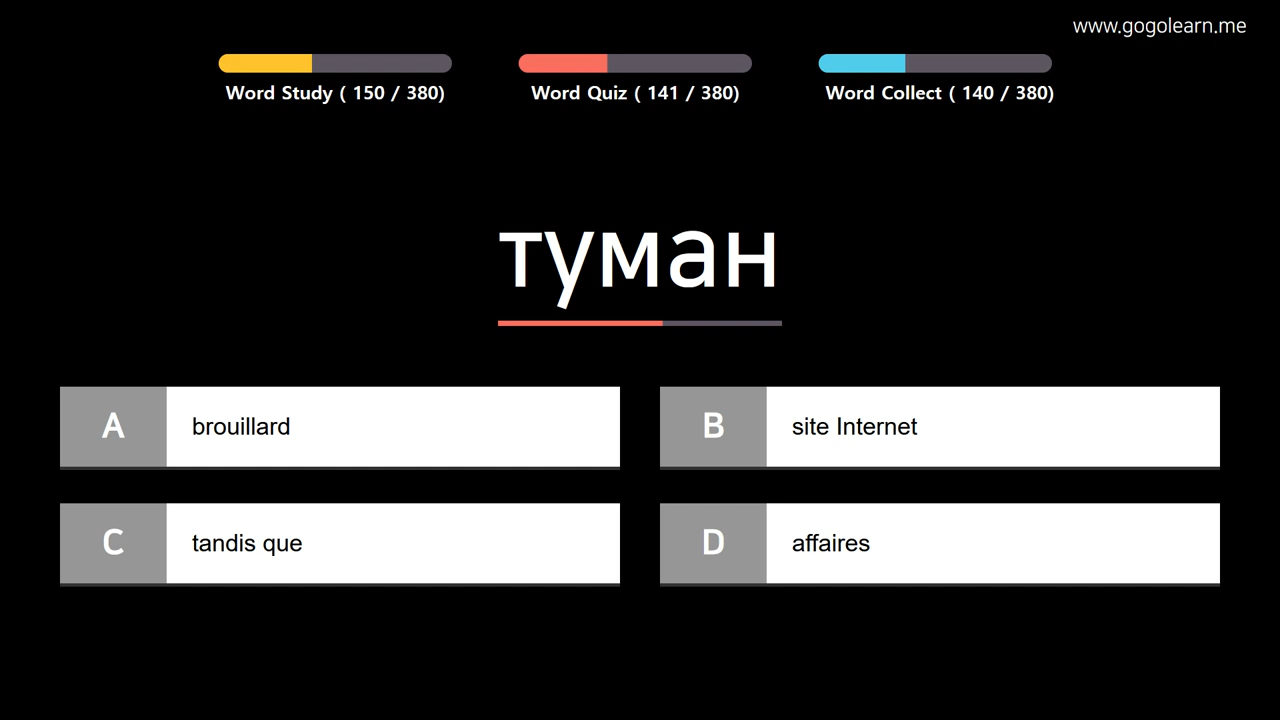 www.gogolearn.me
Word Study ( 150 / 380)
Word Quiz ( 141 / 380)
Word Collect ( 140 / 380)
туман
A brouillard
B site Internet
C tandis que
D affaires